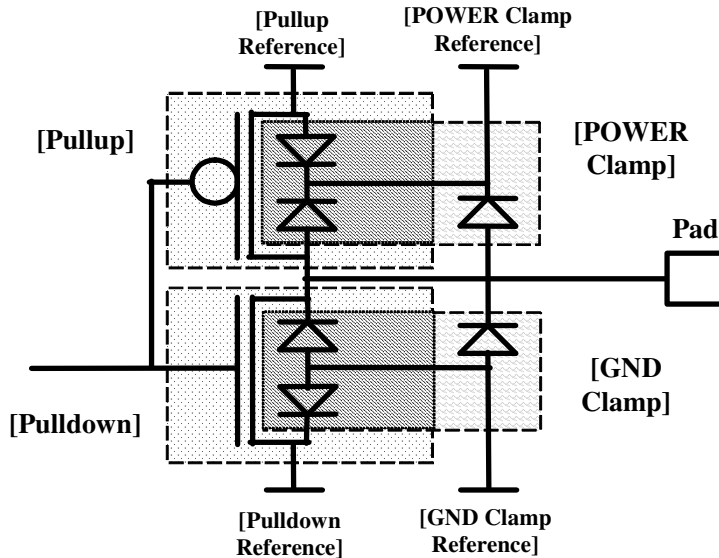 [Pullup
Reference]
[POWER Clamp
Reference]
[Pullup]
[POWER
Clamp]
Pad
[Pulldown]
[GND
Clamp]
[Pulldown
Reference]
[GND Clamp
Reference]